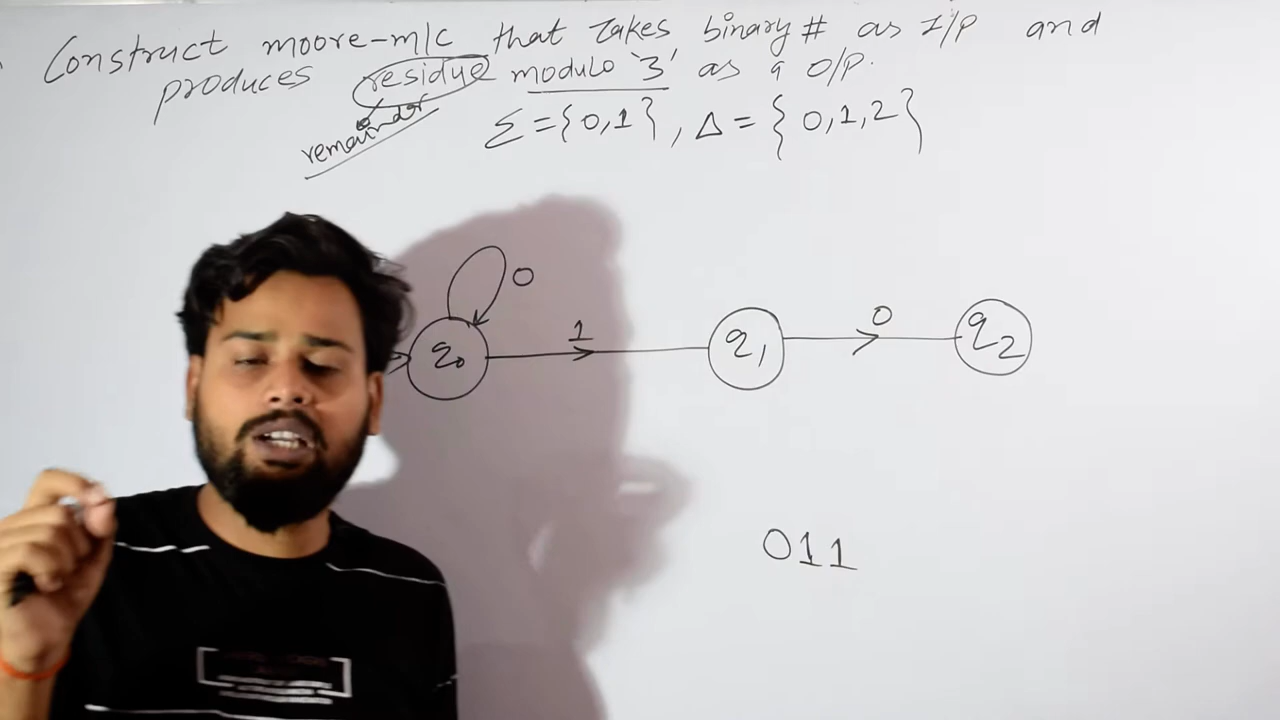 Construct moore-m/c that takes binary # as I/P and
produces residue modulo '3' as a O/P.
remainder
Σ = {0,1}, Δ = {0,1,2}
0
q0 1 q1 0 q2
011